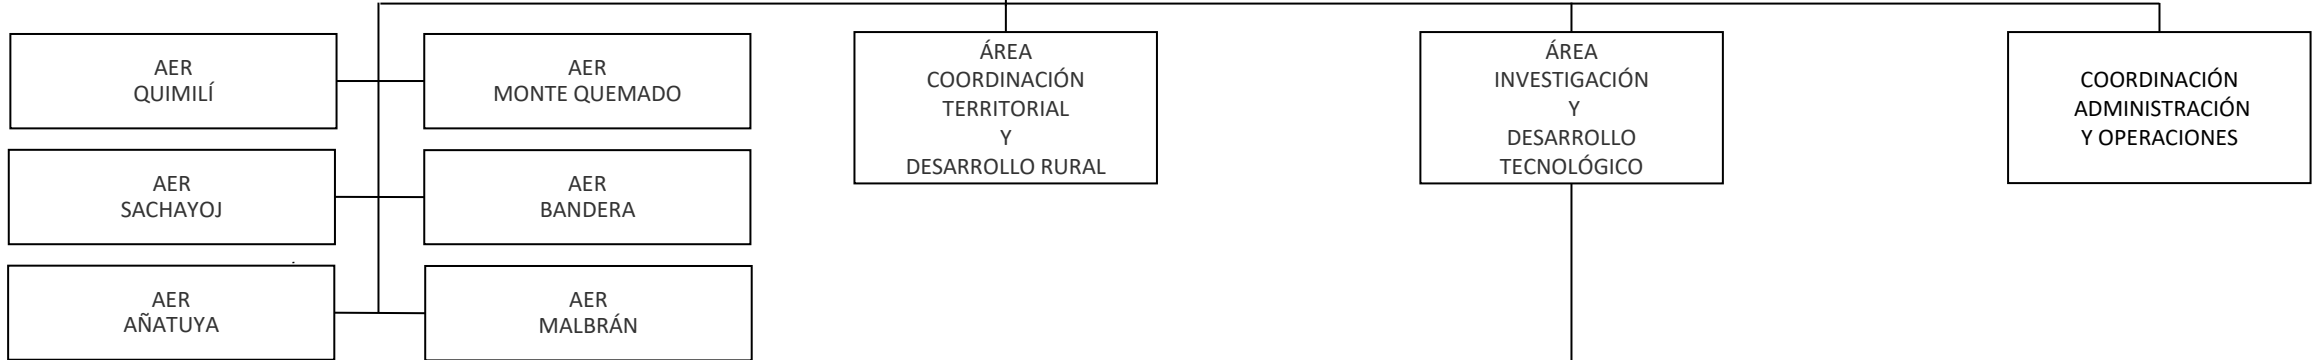 AER
QUIMILÍ
AER
MONTE QUEMADO
AER
SACHAYOJ
AER
BANDERA
AER
AÑATUYA
AER
MALBRÁN
ÁREA
COORDINACIÓN
TERRITORIAL
Y
DESARROLLO RURAL
ÁREA
INVESTIGACIÓN
Y
DESARROLLO
TECNOLÓGICO
COORDINACIÓN
ADMINISTRACIÓN
Y OPERACIONES